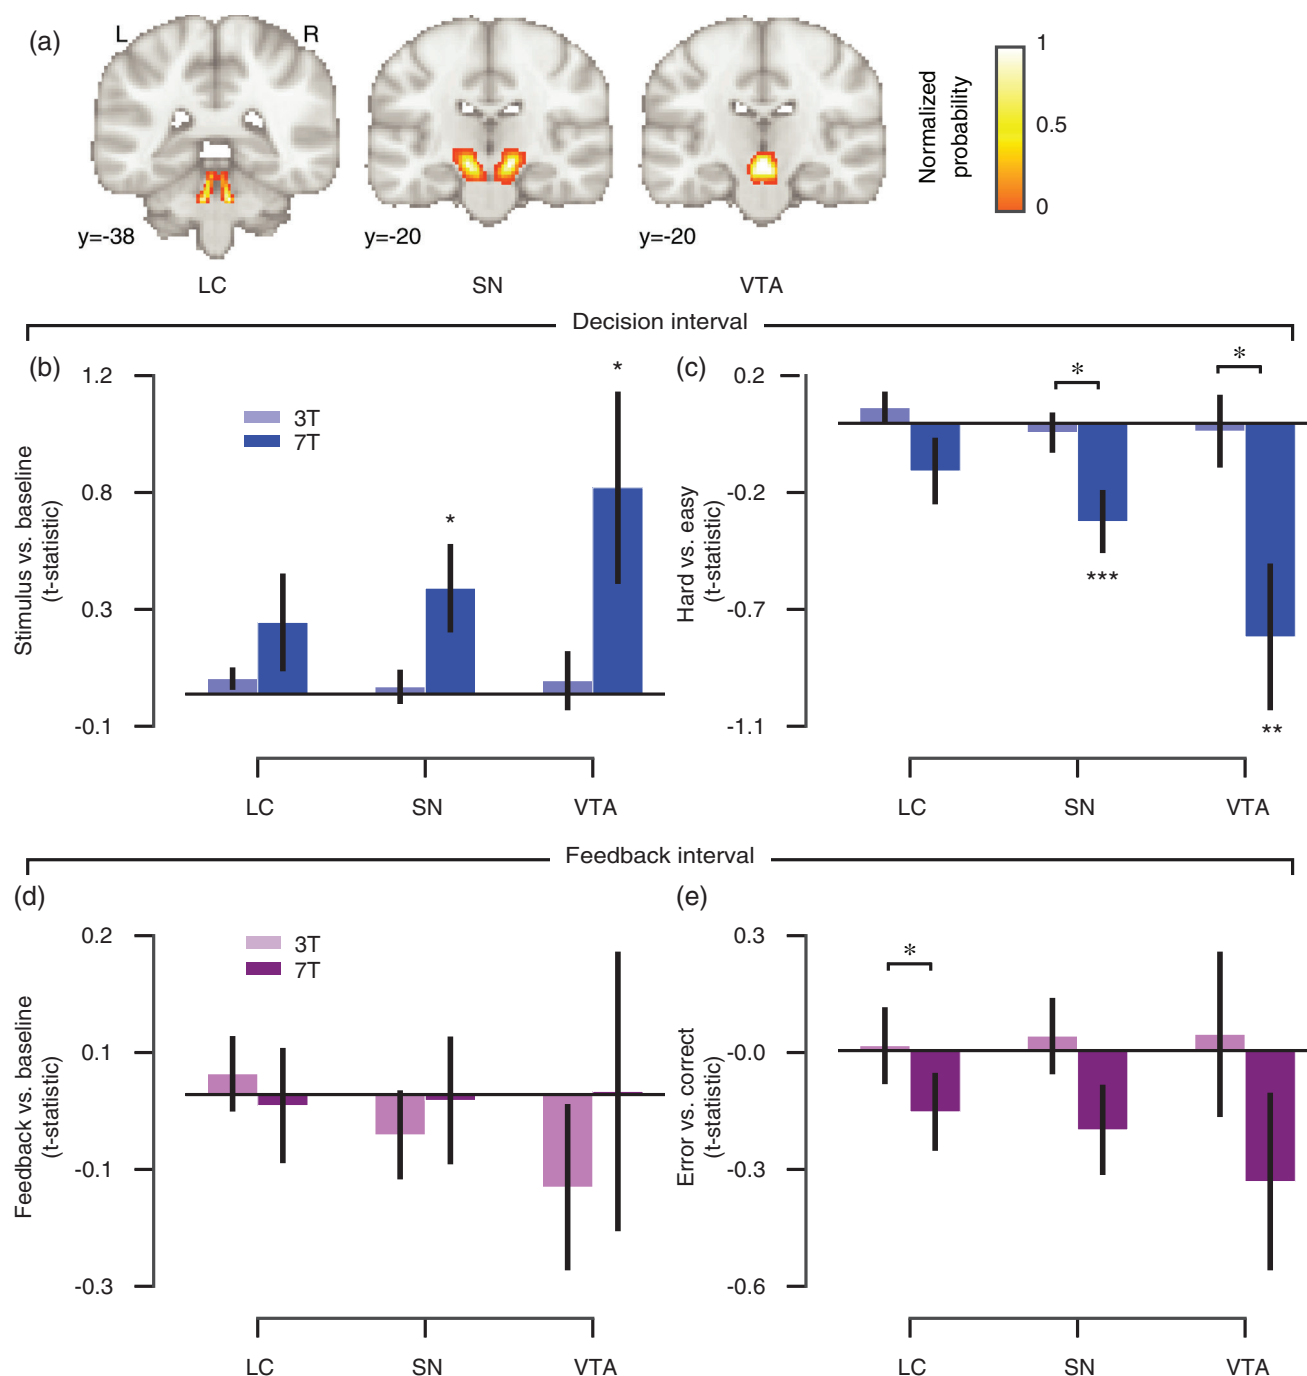 (a)
L
R
y=-38
y=-20
y=-20
LC
SN
VTA
Normalized
probability
1
0.5
0
Decision interval
(b)
Stimulus vs. baseline
(t-statistic)
1.2
0.8
0.3
-0.1
3T
7T
*
*
LC
SN
VTA
(c)
Hard vs. easy
(t-statistic)
0.2
-0.2
-0.7
-1.1
*
*
***
**
LC
SN
VTA
Feedback interval
(d)
Feedback vs. baseline
(t-statistic)
0.2
0.1
-0.1
-0.3
3T
7T
LC
SN
VTA
(e)
Error vs. correct
(t-statistic)
0.3
-0.0
-0.3
-0.6
*
LC
SN
VTA